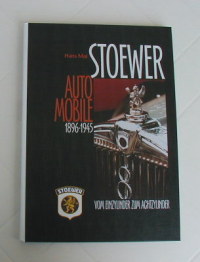 STOEWER
AUTO
MOBILE
1896-1945
STOEWER
VOM EINZYLINDER ZUM ACHTZYLINDER